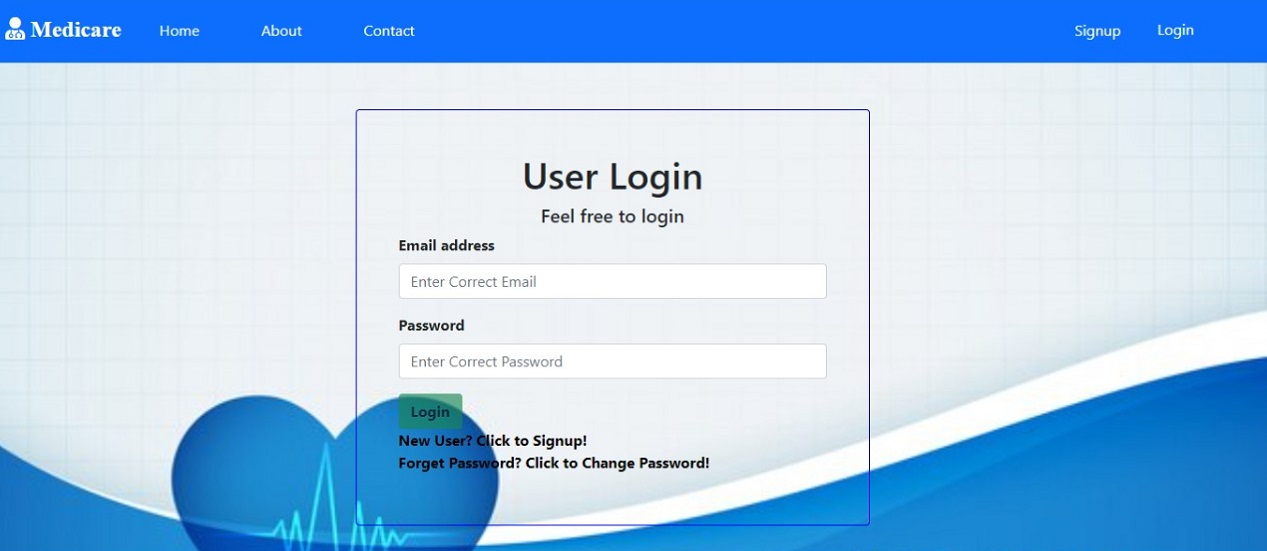 Medicare Home About Contact Signup Login
User Login
Feel free to login
Email address
Enter Correct Email
Password
Enter Correct Password
Login
New User? Click to Signup!
Forget Password? Click to Change Password!